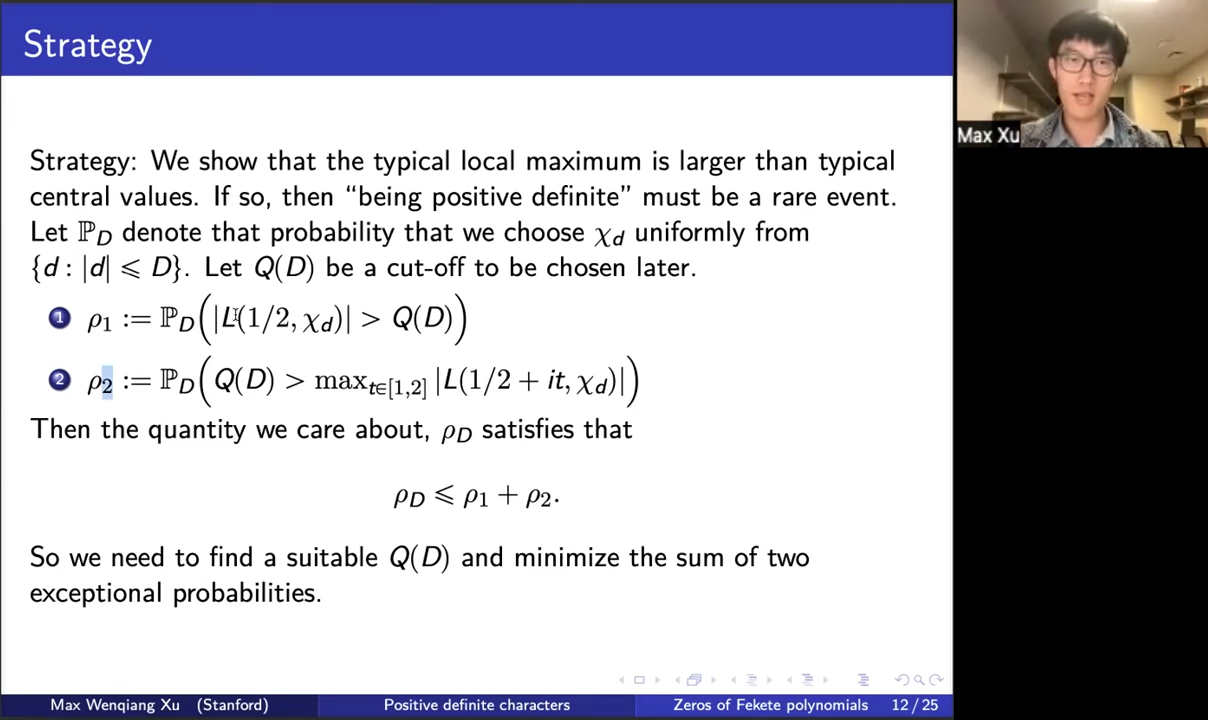 Strategy
Strategy: We show that the typical local maximum is larger than typical
central values. If so, then “being positive definite” must be a rare event.
Let ℙ_D denote that probability that we choose χ_d uniformly from
{d : |d| ⩽ D}. Let Q(D) be a cut-off to be chosen later.
1 ρ₁ := ℙ_D(|L(1/2, χ_d)| > Q(D))
2 ρ₂ := ℙ_D(Q(D) > max_{t∈[1,2]} |L(1/2 + it, χ_d)|)
Then the quantity we care about, ρ_D satisfies that
ρ_D ⩽ ρ₁ + ρ₂.
So we need to find a suitable Q(D) and minimize the sum of two
exceptional probabilities.
Max Wenqiang Xu (Stanford) Positive definite characters Zeros of Fekete polynomials 12 / 25
Max Xu